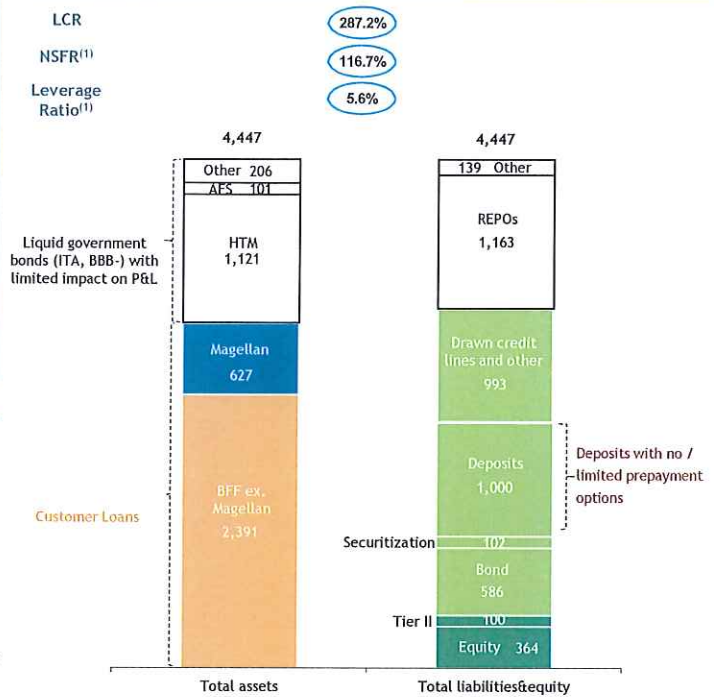 LCR
287.2%
NSFR(1)
116.7%
Leverage
Ratio(1)
5.6%
4,447
4,447
Other 206
AFS 101
HTM
1,121
Liquid government
bonds (ITA, BBB-) with
limited impact on P&L
Magellan
627
BFF ex.
Magellan
2,391
Customer Loans
139 Other
REPOs
1,163
Drawn credit
lines and other
993
Deposits
1,000
Deposits with no /
limited prepayment
options
Securitization
102
Bond
586
Tier II
100
Equity 364
Total assets
Total liabilities&equity